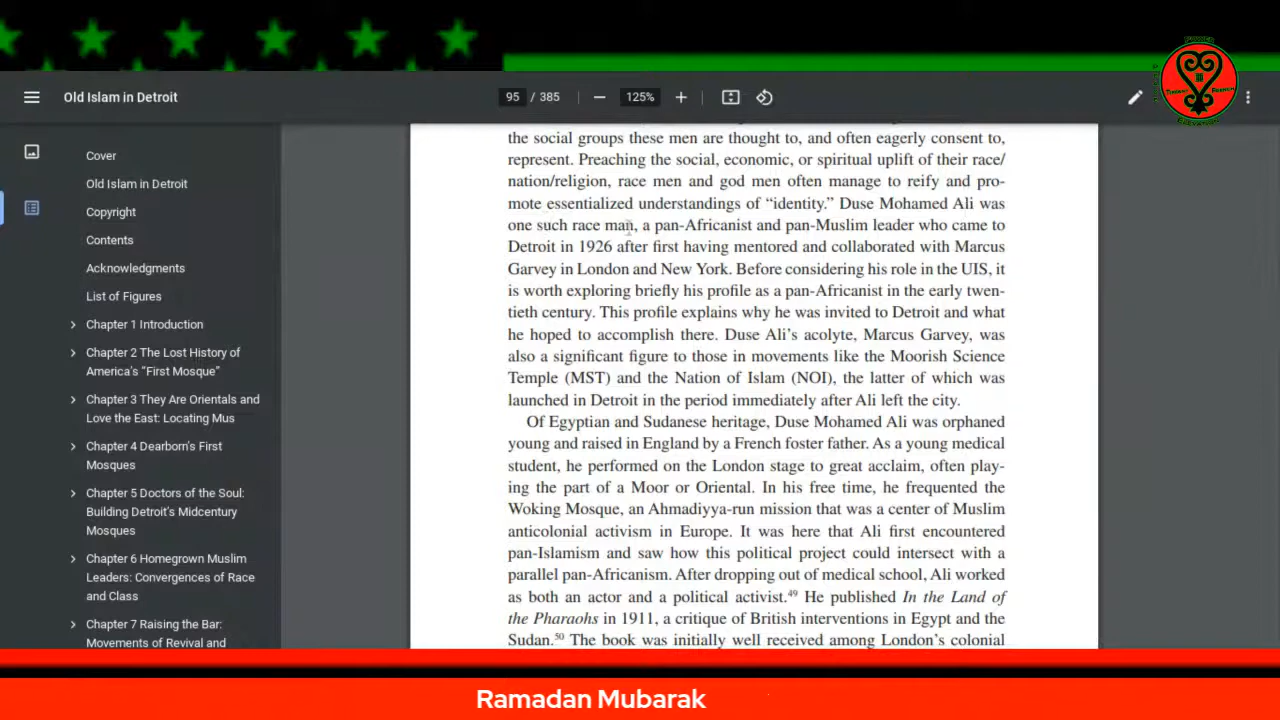 Old Islam in Detroit
95 / 385
125%
POWER
Timbuk French
ELEVATION
Cover
Old Islam in Detroit
Copyright
Contents
Acknowledgments
List of Figures
Chapter 1 Introduction
Chapter 2 The Lost History of
America's “First Mosque”
Chapter 3 They Are Orientals and
Love the East: Locating Mus
Chapter 4 Dearborn's First
Mosques
Chapter 5 Doctors of the Soul:
Building Detroit's Midcentury
Mosques
Chapter 6 Homegrown Muslim
Leaders: Convergences of Race
and Class
Chapter 7 Raising the Bar:
Movements of Revival and
the social groups these men are thought to, and often eagerly consent to,
represent. Preaching the social, economic, or spiritual uplift of their race/
nation/religion, race men and god men often manage to reify and pro-
mote essentialized understandings of “identity.” Duse Mohamed Ali was
one such race man, a pan-Africanist and pan-Muslim leader who came to
Detroit in 1926 after first having mentored and collaborated with Marcus
Garvey in London and New York. Before considering his role in the UIS, it
is worth exploring briefly his profile as a pan-Africanist in the early twen-
tieth century. This profile explains why he was invited to Detroit and what
he hoped to accomplish there. Duse Ali's acolyte, Marcus Garvey, was
also a significant figure to those in movements like the Moorish Science
Temple (MST) and the Nation of Islam (NOI), the latter of which was
launched in Detroit in the period immediately after Ali left the city.
Of Egyptian and Sudanese heritage, Duse Mohamed Ali was orphaned
young and raised in England by a French foster father. As a young medical
student, he performed on the London stage to great acclaim, often play-
ing the part of a Moor or Oriental. In his free time, he frequented the
Woking Mosque, an Ahmadiyya-run mission that was a center of Muslim
anticolonial activism in Europe. It was here that Ali first encountered
pan-Islamism and saw how this political project could intersect with a
parallel pan-Africanism. After dropping out of medical school, Ali worked
as both an actor and a political activist.49 He published In the Land of
the Pharaohs in 1911, a critique of British interventions in Egypt and the
Sudan.50 The book was initially well received among London's colonial
Ramadan Mubarak